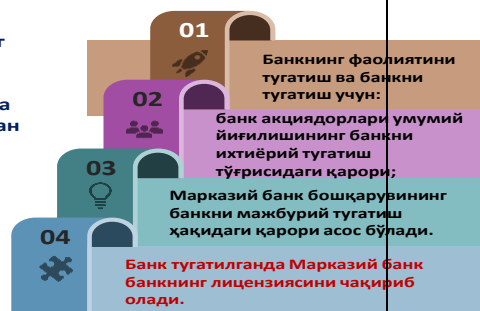 г
а
ан
01
Банкнинг фаолиятини
тугатиш ва банкни
тугатиш учун:
02
банк акциядорлари умумий
йиғилишининг банкни
ихтиёрий тугатиш
тўғрисидаги қарори;
03
Марказий банк бошқарувининг
банкни мажбурий тугатиш
ҳақидаги қарори асос бўлади.
04
Банк тугатилганда Марказий банк
банкнинг лицензиясини чақириб
олади.